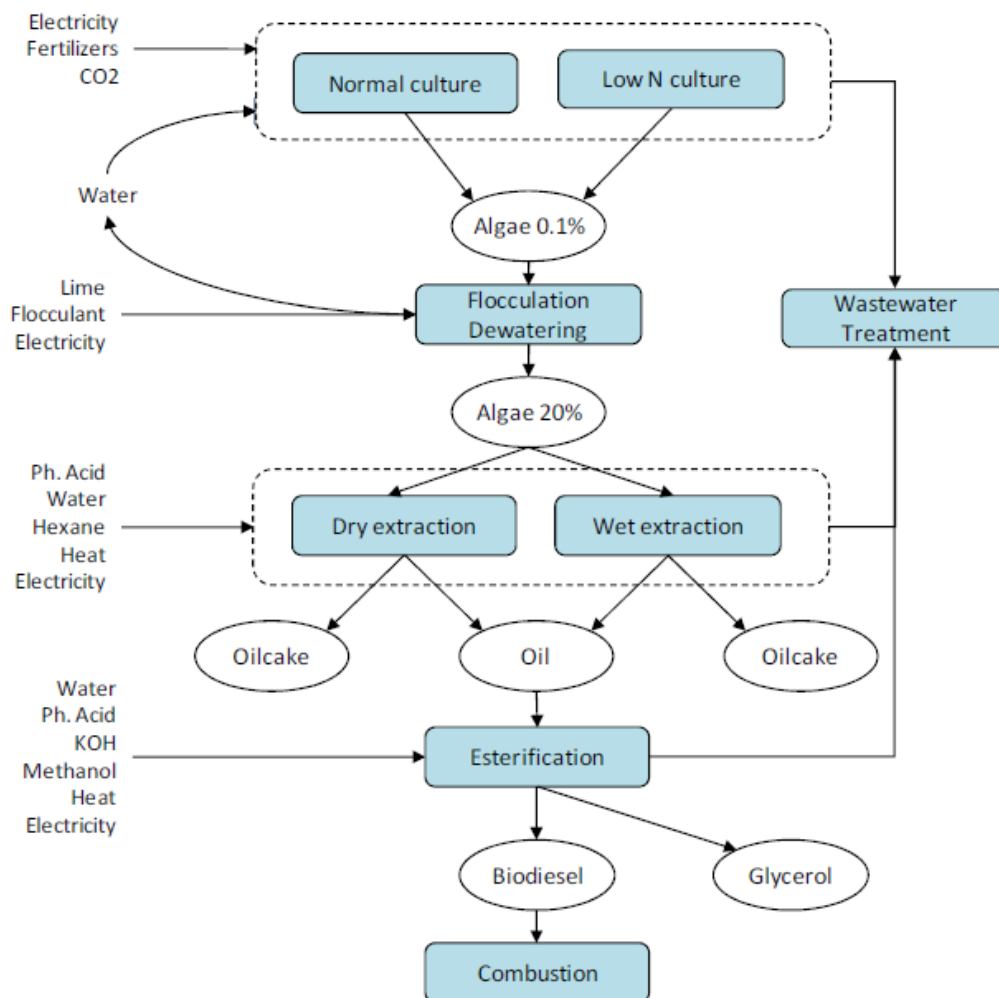 Electricity
Fertilizers
CO2
Normal culture
Low N culture
Water
Algae 0.1%
Lime
Flocculant
Electricity
Flocculation
Dewatering
Wastewater
Treatment
Algae 20%
Ph. Acid
Water
Hexane
Heat
Electricity
Dry extraction
Wet extraction
Oilcake
Oil
Oilcake
Water
Ph. Acid
KOH
Methanol
Heat
Electricity
Esterification
Biodiesel
Glycerol
Combustion